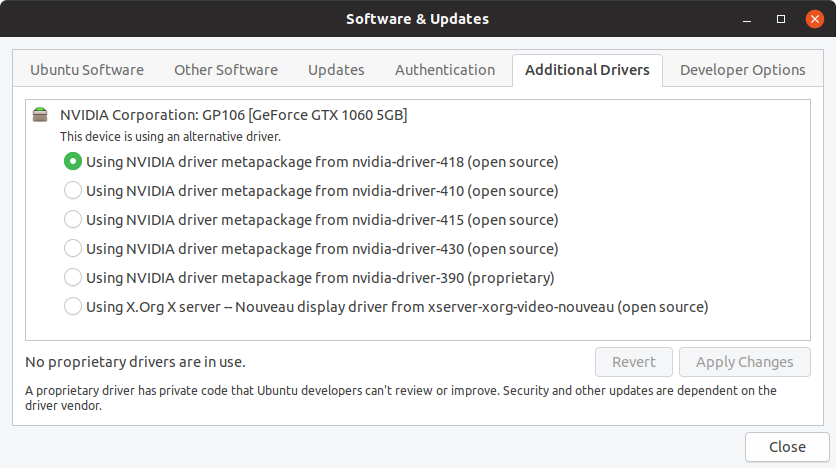 Software & Updates
Ubuntu Software
Other Software
Updates
Authentication
Additional Drivers
Developer Options
NVIDIA Corporation: GP106 [GeForce GTX 1060 5GB]
This device is using an alternative driver.
Using NVIDIA driver metapackage from nvidia-driver-418 (open source)
Using NVIDIA driver metapackage from nvidia-driver-410 (open source)
Using NVIDIA driver metapackage from nvidia-driver-415 (open source)
Using NVIDIA driver metapackage from nvidia-driver-430 (open source)
Using NVIDIA driver metapackage from nvidia-driver-390 (proprietary)
Using X.Org X server -- Nouveau display driver from xserver-xorg-video-nouveau (open source)
No proprietary drivers are in use.
Revert
Apply Changes
A proprietary driver has private code that Ubuntu developers can't review or improve. Security and other updates are dependent on the
driver vendor.
Close